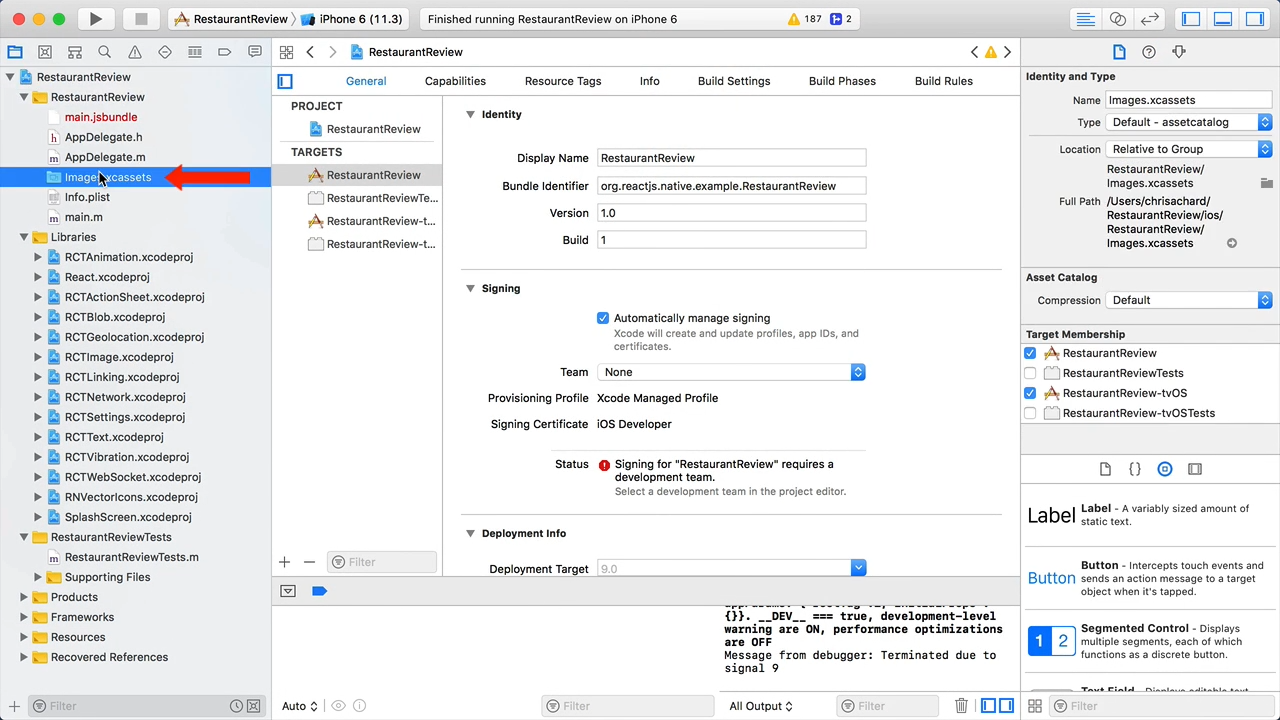 RestaurantReview
iPhone 6 (11.3)
Finished running RestaurantReview on iPhone 6
187
2
RestaurantReview
RestaurantReview
main.jsbundle
AppDelegate.h
AppDelegate.m
Images.xcassets
Info.plist
main.m
Libraries
RCTAnimation.xcodeproj
React.xcodeproj
RCTActionSheet.xcodeproj
RCTBlob.xcodeproj
RCTGeolocation.xcodeproj
RCTImage.xcodeproj
RCTLinking.xcodeproj
RCTNetwork.xcodeproj
RCTSettings.xcodeproj
RCTText.xcodeproj
RCTVibration.xcodeproj
RCTWebSocket.xcodeproj
RNVectorIcons.xcodeproj
SplashScreen.xcodeproj
RestaurantReviewTests
RestaurantReviewTests.m
Supporting Files
Products
Frameworks
Resources
Recovered References
Filter
RestaurantReview
General
Capabilities
Resource Tags
Info
Build Settings
Build Phases
Build Rules
PROJECT
RestaurantReview
TARGETS
RestaurantReview
RestaurantReviewTe...
RestaurantReview-t...
RestaurantReview-t...
Filter
Identity
Display Name RestaurantReview
Bundle Identifier org.reactjs.native.example.RestaurantReview
Version 1.0
Build 1
Signing
Automatically manage signing
Xcode will create and update profiles, app IDs, and
certificates.
Team None
Provisioning Profile Xcode Managed Profile
Signing Certificate iOS Developer
Status Signing for "RestaurantReview" requires a
development team.
Select a development team in the project editor.
Deployment Info
Deployment Target 9.0
{}}. __DEV__ === true, development-level
warning are ON, performance optimizations
are OFF
Message from debugger: Terminated due to
signal 9
Auto
Filter
All Output
Filter
Identity and Type
Name Images.xcassets
Type Default - assetcatalog
Location Relative to Group
RestaurantReview/
Images.xcassets
Full Path /Users/chrisachard/
RestaurantReview/ios/
RestaurantReview/
Images.xcassets
Asset Catalog
Compression Default
Target Membership
RestaurantReview
RestaurantReviewTests
RestaurantReview-tvOS
RestaurantReview-tvOSTests
Label
Label - A variably sized amount of
static text.
Button
Button - Intercepts touch events and
sends an action message to a target
object when it's tapped.
1 2
Segmented Control - Displays
multiple segments, each of which
functions as a discrete button.
Text Field - Displays editable text
Filter